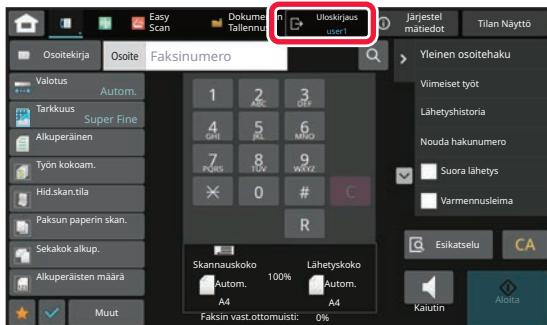 Easy
Scan
Tallennus
Uloskirjaus
user1
Järjestel
mätiedot
Tilan Näyttö
Osoitekirja
Osoite
Faksinumero
Yleinen osoitehaku
Valotus
Autom.
Viimeiset työt
Tarkkuus
Super Fine
Lähetyshistoria
Alkuperäinen
Nouda hakunumero
Työn kokoam.
Suora lähetys
Hid.skan.tila
Varmennusleima
Paksun paperin skan.
1
2 ABC
3 DEF
4 GHI
5 JKL
6 MNO
7 PQRS
8 TUV
9 WXYZ
0
#
C
R
Sekakok alkup.
Esikatselu
CA
Skannauskoko
Lähetyskoko
Alkuperäisten määrä
Autom.
100%
Autom.
A4
A4
Kaiutin
Aloita
Muut
Faksin vast.ottomuisti: 0%